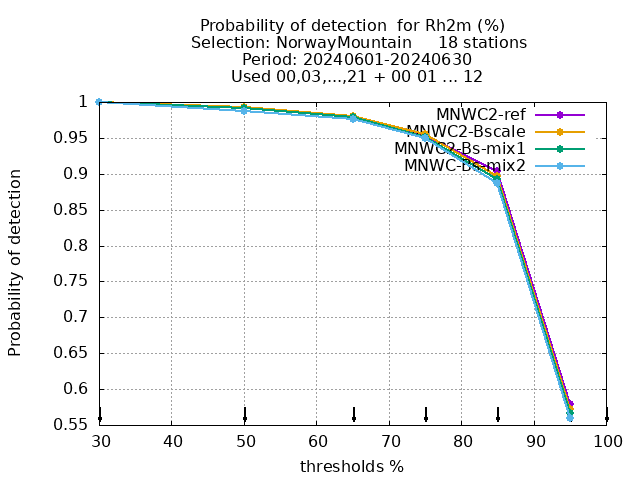 Probability of detection  for Rh2m (%)
Selection: NorwayMountain     18 stations
Period: 20240601-20240630
Used 00,03,...,21 + 00 01 ... 12
MNWC2-ref
MNWC2-Bscale
MNWC2-Bs-mix1
MNWC-Bs-mix2
1
0.95
0.9
0.85
0.8
0.75
0.7
0.65
0.6
0.55
Probability of detection
30 40 50 60 70 80 90 100
thresholds %